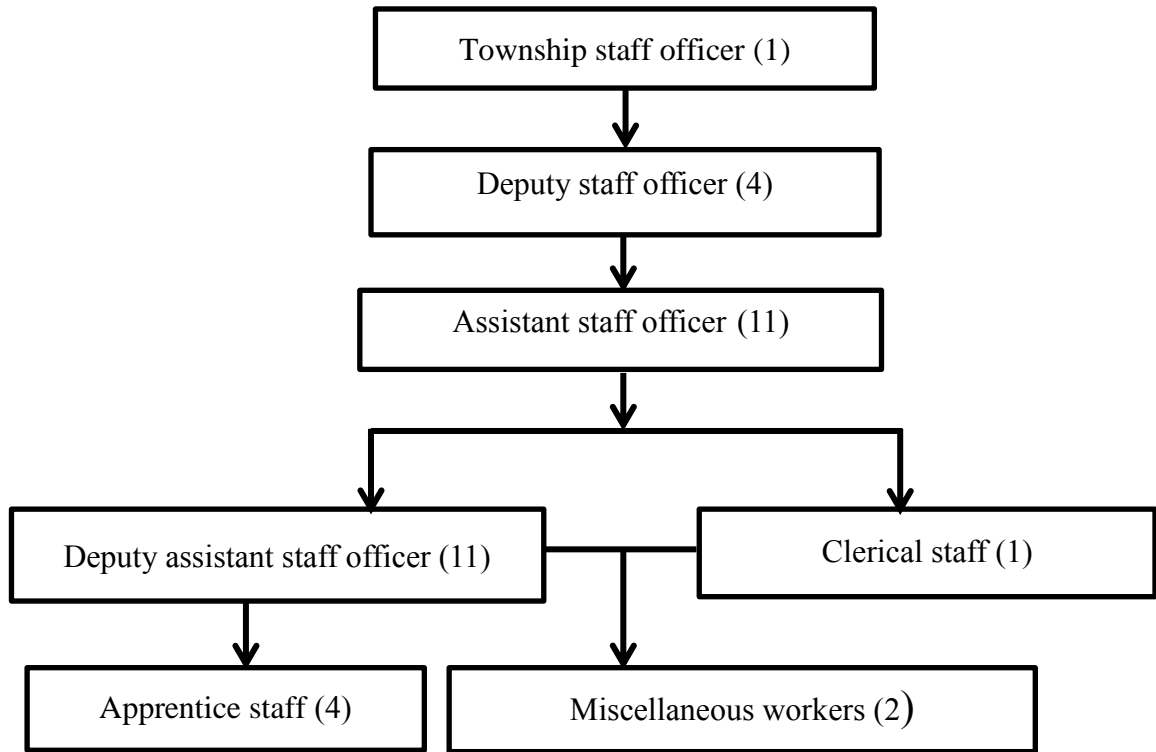 Township staff officer (1)
Deputy staff officer (4)
Assistant staff officer (11)
Deputy assistant staff officer (11)
Clerical staff (1)
Apprentice staff (4)
Miscellaneous workers (2)